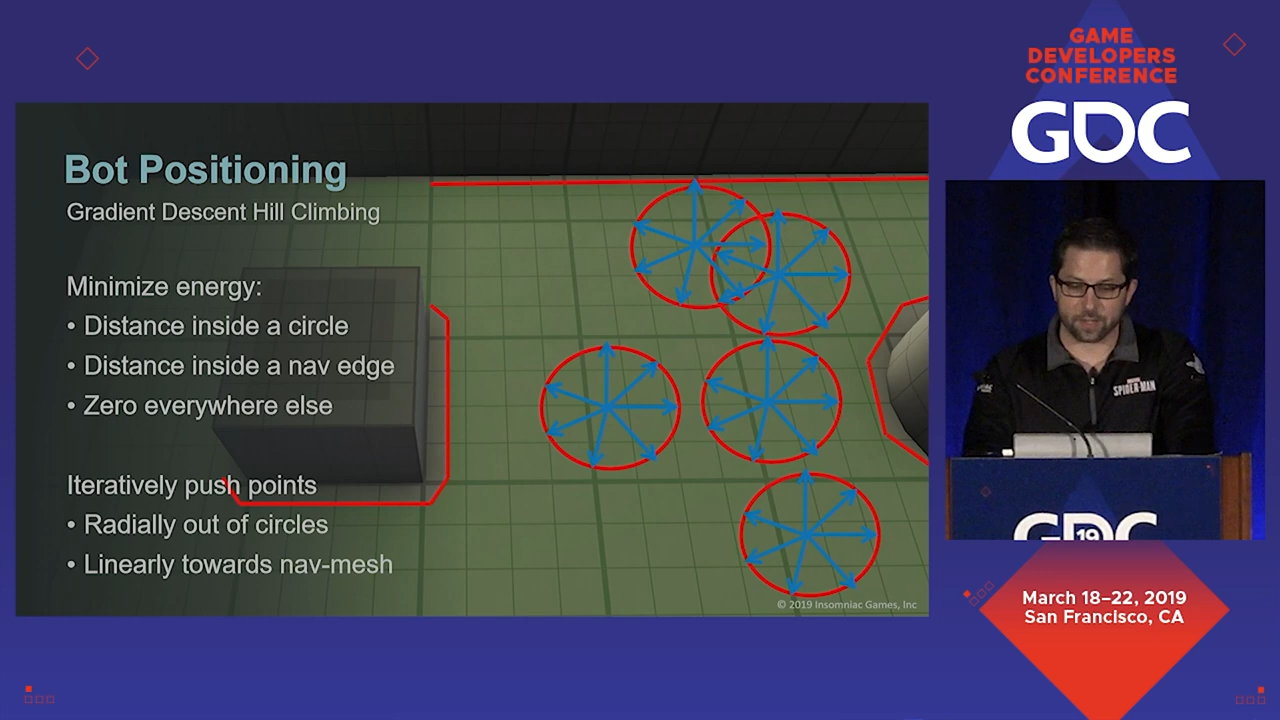 GAME
DEVELOPERS
CONFERENCE
GDC
Bot Positioning
Gradient Descent Hill Climbing
Minimize energy:
• Distance inside a circle
• Distance inside a nav edge
• Zero everywhere else
Iteratively push points
• Radially out of circles
• Linearly towards nav-mesh
© 2019 Insomniac Games, Inc
SPIDER-MAN
GDC
19
March 18–22, 2019
San Francisco, CA